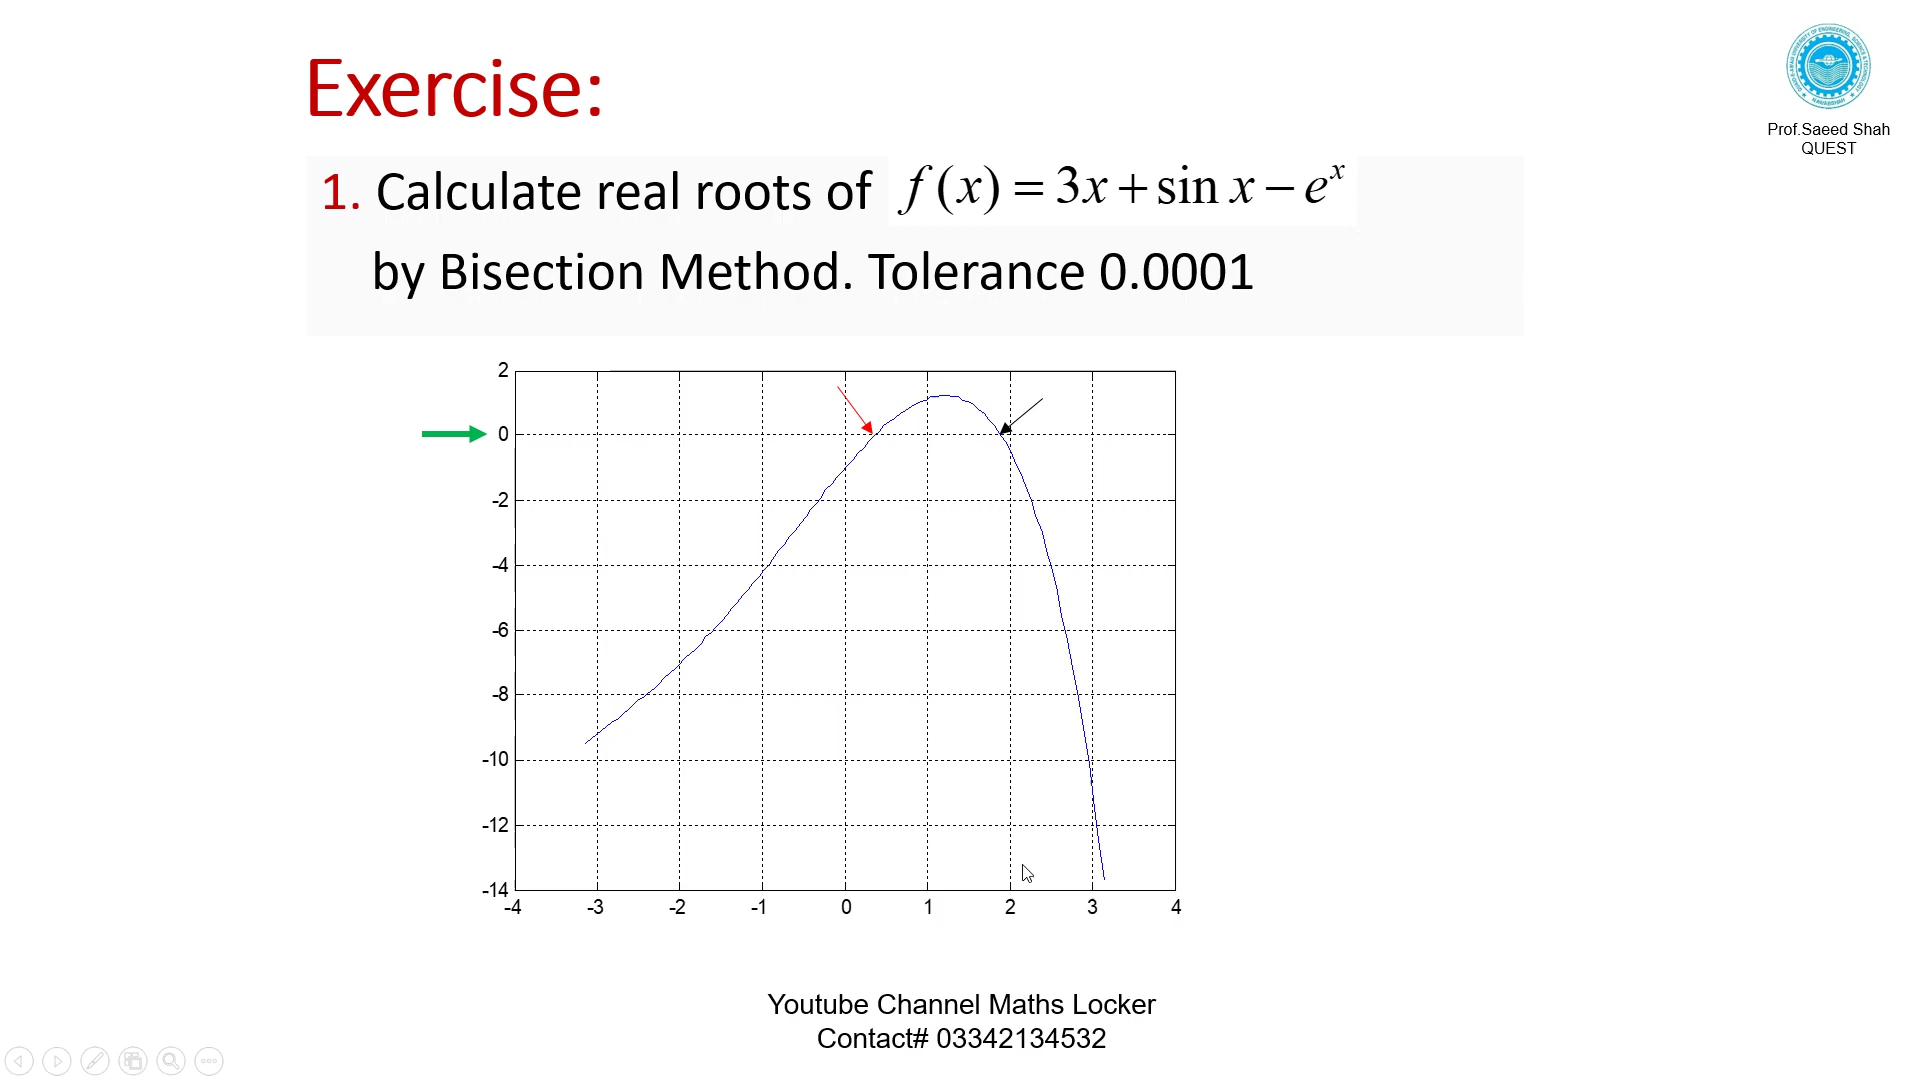 Exercise:
Prof.Saeed Shah
QUEST
1. Calculate real roots of f(x) = 3x + sin x − eˣ
by Bisection Method. Tolerance 0.0001
2
0
-2
-4
-6
-8
-10
-12
-14
-4 -3 -2 -1 0 1 2 3 4
Youtube Channel Maths Locker
Contact# 03342134532